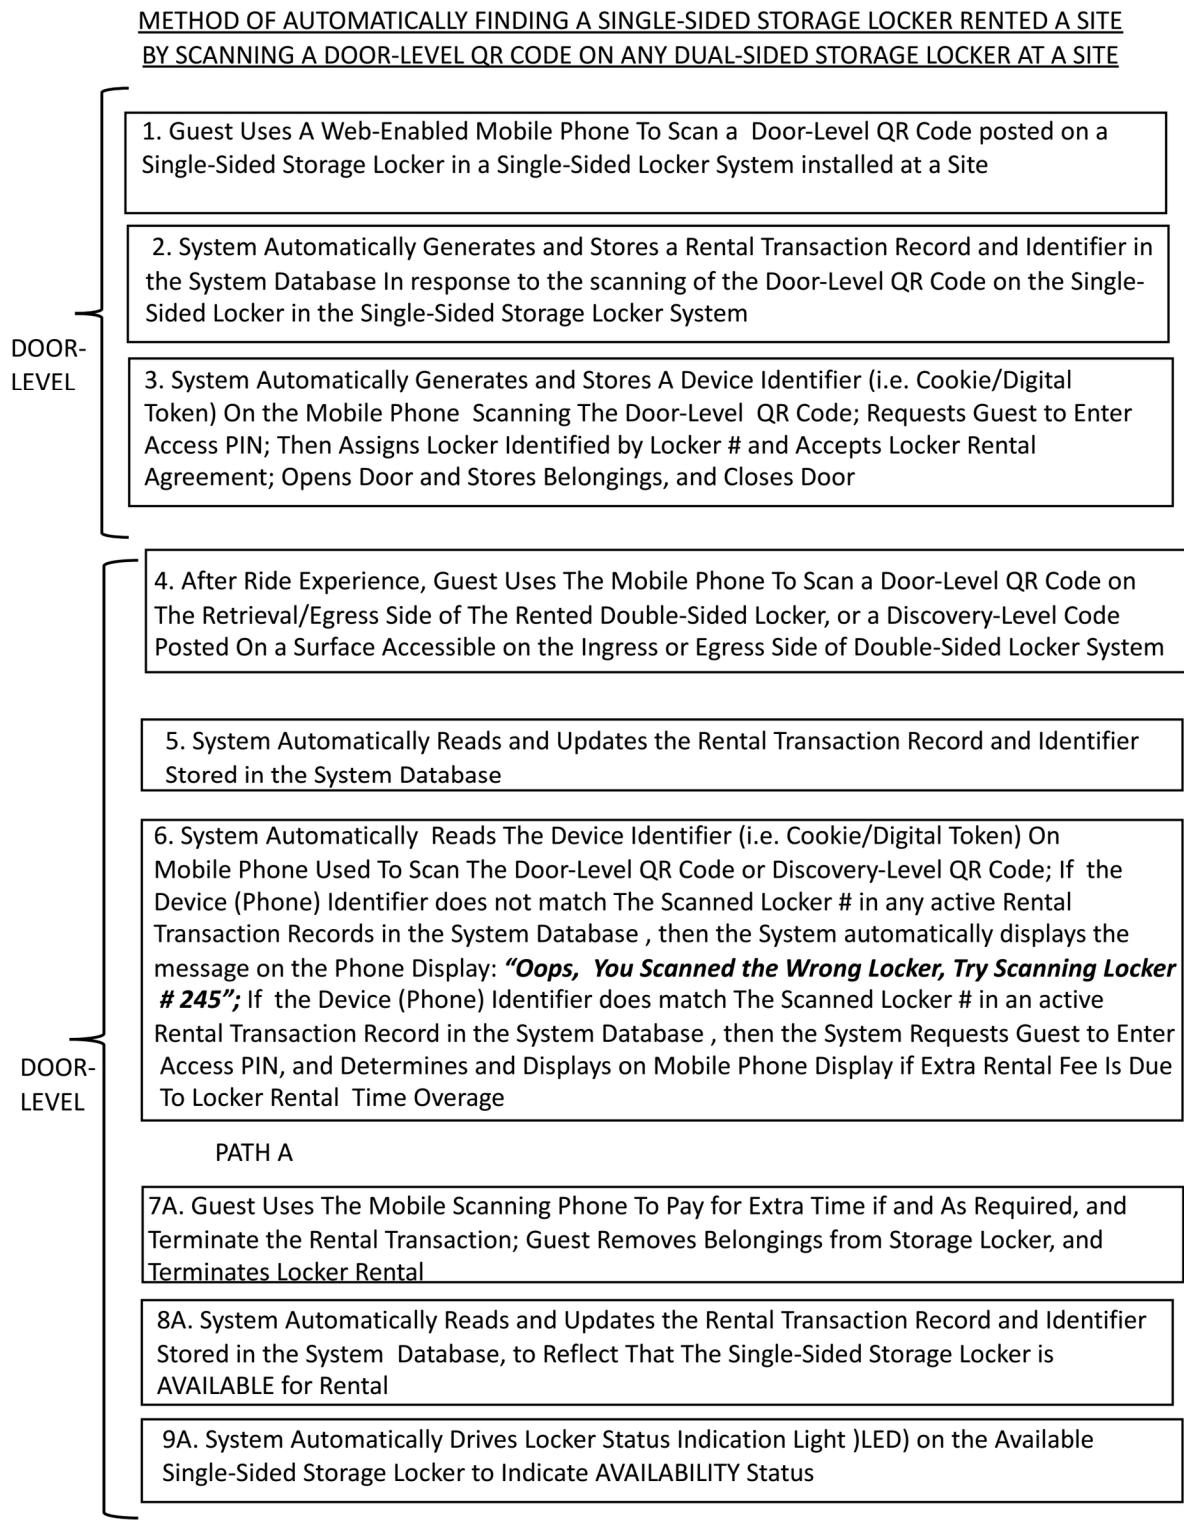 METHOD OF AUTOMATICALLY FINDING A SINGLE-SIDED STORAGE LOCKER RENTED A SITE
BY SCANNING A DOOR-LEVEL QR CODE ON ANY DUAL-SIDED STORAGE LOCKER AT A SITE
1. Guest Uses A Web-Enabled Mobile Phone To Scan a Door-Level QR Code posted on a
Single-Sided Storage Locker in a Single-Sided Locker System installed at a Site
2. System Automatically Generates and Stores a Rental Transaction Record and Identifier in
the System Database In response to the scanning of the Door-Level QR Code on the Single-
Sided Locker in the Single-Sided Storage Locker System
DOOR-
LEVEL
3. System Automatically Generates and Stores A Device Identifier (i.e. Cookie/Digital
Token) On the Mobile Phone Scanning The Door-Level QR Code; Requests Guest to Enter
Access PIN; Then Assigns Locker Identified by Locker # and Accepts Locker Rental
Agreement; Opens Door and Stores Belongings, and Closes Door
4. After Ride Experience, Guest Uses The Mobile Phone To Scan a Door-Level QR Code on
The Retrieval/Egress Side of The Rented Double-Sided Locker, or a Discovery-Level Code
Posted On a Surface Accessible on the Ingress or Egress Side of Double-Sided Locker System
5. System Automatically Reads and Updates the Rental Transaction Record and Identifier
Stored in the System Database
6. System Automatically Reads The Device Identifier (i.e. Cookie/Digital Token) On
Mobile Phone Used To Scan The Door-Level QR Code or Discovery-Level QR Code; If the
Device (Phone) Identifier does not match The Scanned Locker # in any active Rental
Transaction Records in the System Database , then the System automatically displays the
message on the Phone Display: “Oops, You Scanned the Wrong Locker, Try Scanning Locker
# 245”; If the Device (Phone) Identifier does match The Scanned Locker # in an active
Rental Transaction Record in the System Database , then the System Requests Guest to Enter
Access PIN, and Determines and Displays on Mobile Phone Display if Extra Rental Fee Is Due
To Locker Rental Time Overage
DOOR-
LEVEL
PATH A
7A. Guest Uses The Mobile Scanning Phone To Pay for Extra Time if and As Required, and
Terminate the Rental Transaction; Guest Removes Belongings from Storage Locker, and
Terminates Locker Rental
8A. System Automatically Reads and Updates the Rental Transaction Record and Identifier
Stored in the System Database, to Reflect That The Single-Sided Storage Locker is
AVAILABLE for Rental
9A. System Automatically Drives Locker Status Indication Light )LED) on the Available
Single-Sided Storage Locker to Indicate AVAILABILITY Status